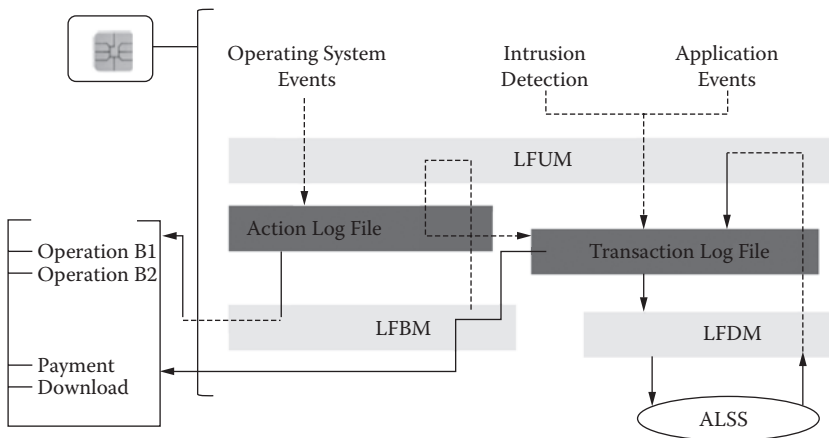 Operating System
Events
Intrusion
Detection
Application
Events
LFUM
Action Log File
Transaction Log File
Operation B1
Operation B2
LFBM
LFDM
Payment
Download
ALSS